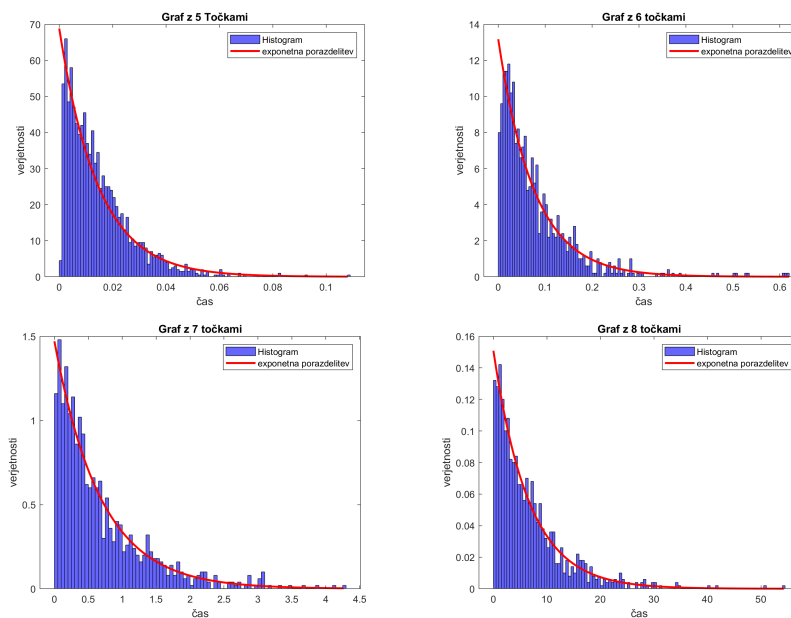 Graf z 5 Točkami
70
60
50
40
30
20
10
0
verjetnosti
0 0.02 0.04 0.06 0.08 0.1
čas
Histogram
exponetna porazdelitev
Graf z 6 Točkami
14
12
10
8
6
4
2
0
verjetnosti
0 0.1 0.2 0.3 0.4 0.5 0.6
čas
Histogram
exponetna porazdelitev
Graf z 7 točkami
1.5
1
0.5
0
verjetnosti
0 0.5 1 1.5 2 2.5 3 3.5 4 4.5
čas
Histogram
exponetna porazdelitev
Graf z 8 točkami
0.16
0.14
0.12
0.1
0.08
0.06
0.04
0.02
0
verjetnosti
0 10 20 30 40 50
čas
Histogram
exponetna porazdelitev